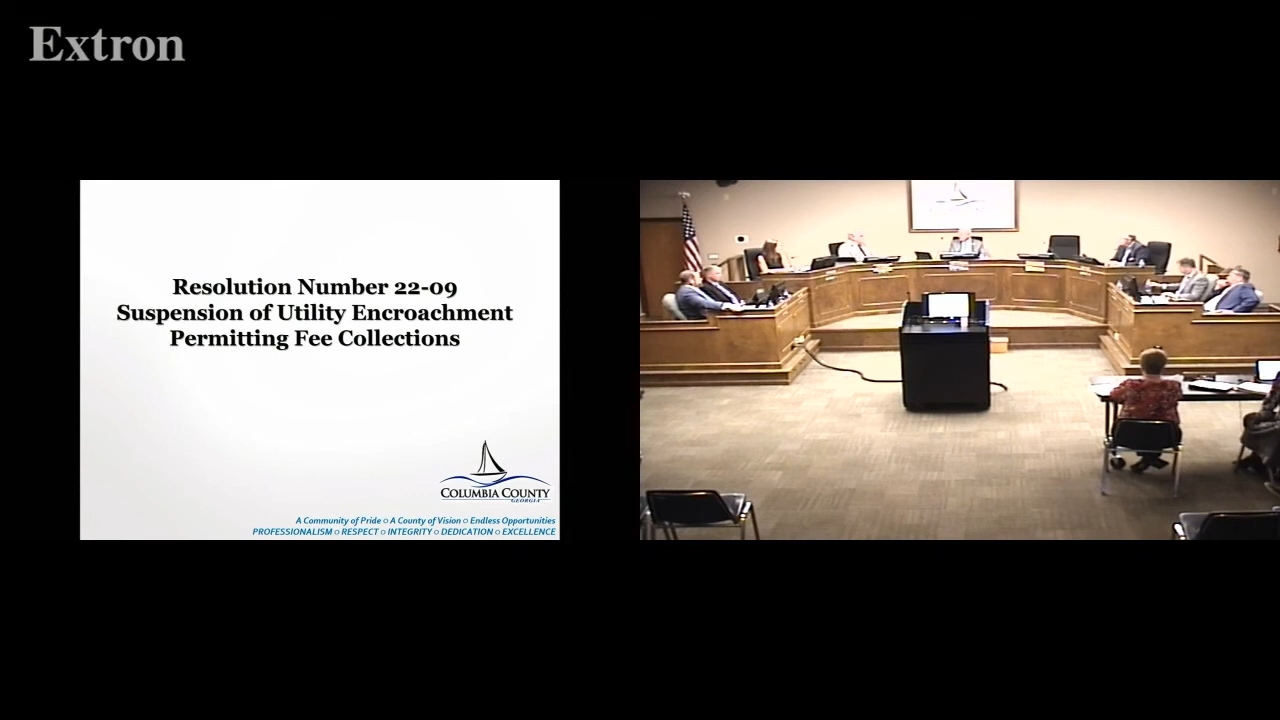 Extron
Resolution Number 22-09
Suspension of Utility Encroachment
Permitting Fee Collections
COLUMBIA COUNTY
GEORGIA
A Community of Pride ○ A County of Vision ○ Endless Opportunities
PROFESSIONALISM ○ RESPECT ○ INTEGRITY ○ DEDICATION ○ EXCELLENCE